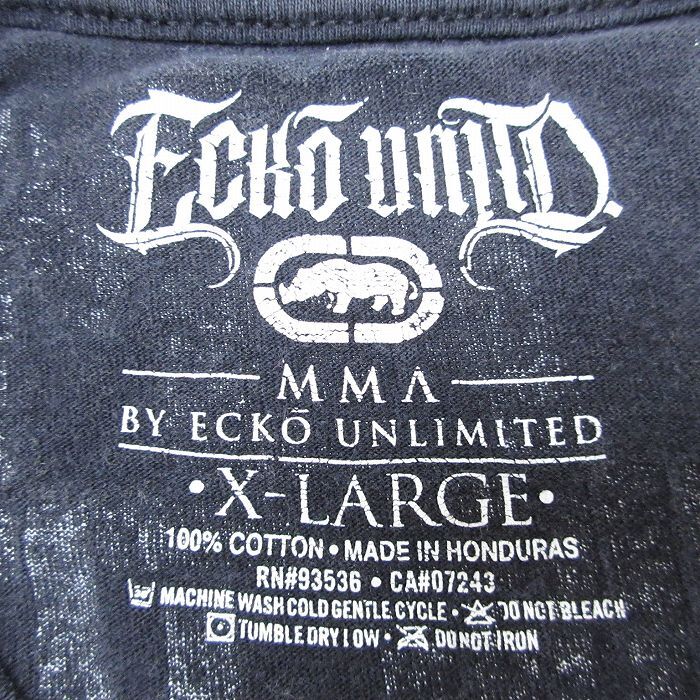 Eckō unltd.
MMA
BY ECKŌ UNLIMITED
• X-LARGE •
100% COTTON • MADE IN HONDURAS
RN#93536 • CA#07243
MACHINE WASH COLD GENTLE CYCLE • DO NOT BLEACH
TUMBLE DRY LOW • DO NOT IRON